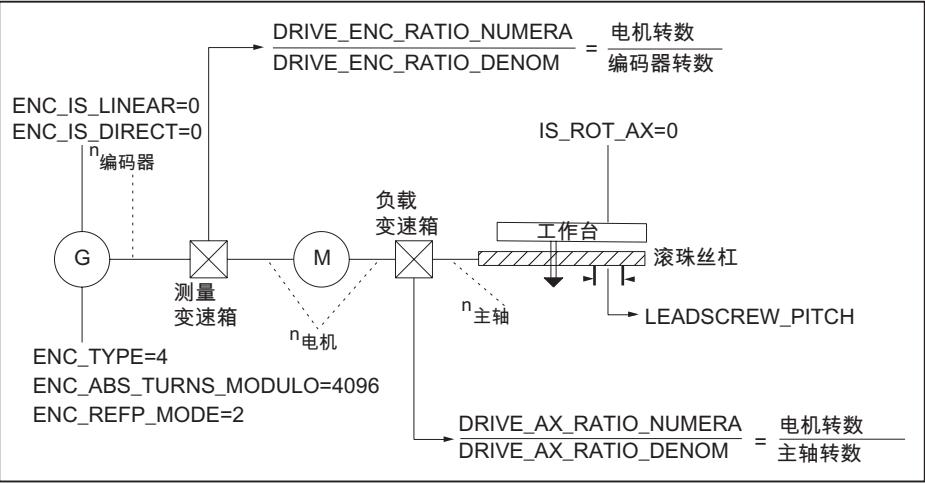 DRIVE_ENC_RATIO_NUMERA
DRIVE_ENC_RATIO_DENOM
=
电机转数
编码器转数
ENC_IS_LINEAR=0
ENC_IS_DIRECT=0
IS_ROT_AX=0
n编码器
负载
变速箱
工作台
G
M
滚珠丝杠
测量
变速箱
n电机
n主轴
LEADSCREW_PITCH
ENC_TYPE=4
ENC_ABS_TURNS_MODULO=4096
ENC_REFP_MODE=2
DRIVE_AX_RATIO_NUMERA
DRIVE_AX_RATIO_DENOM
=
电机转数
主轴转数